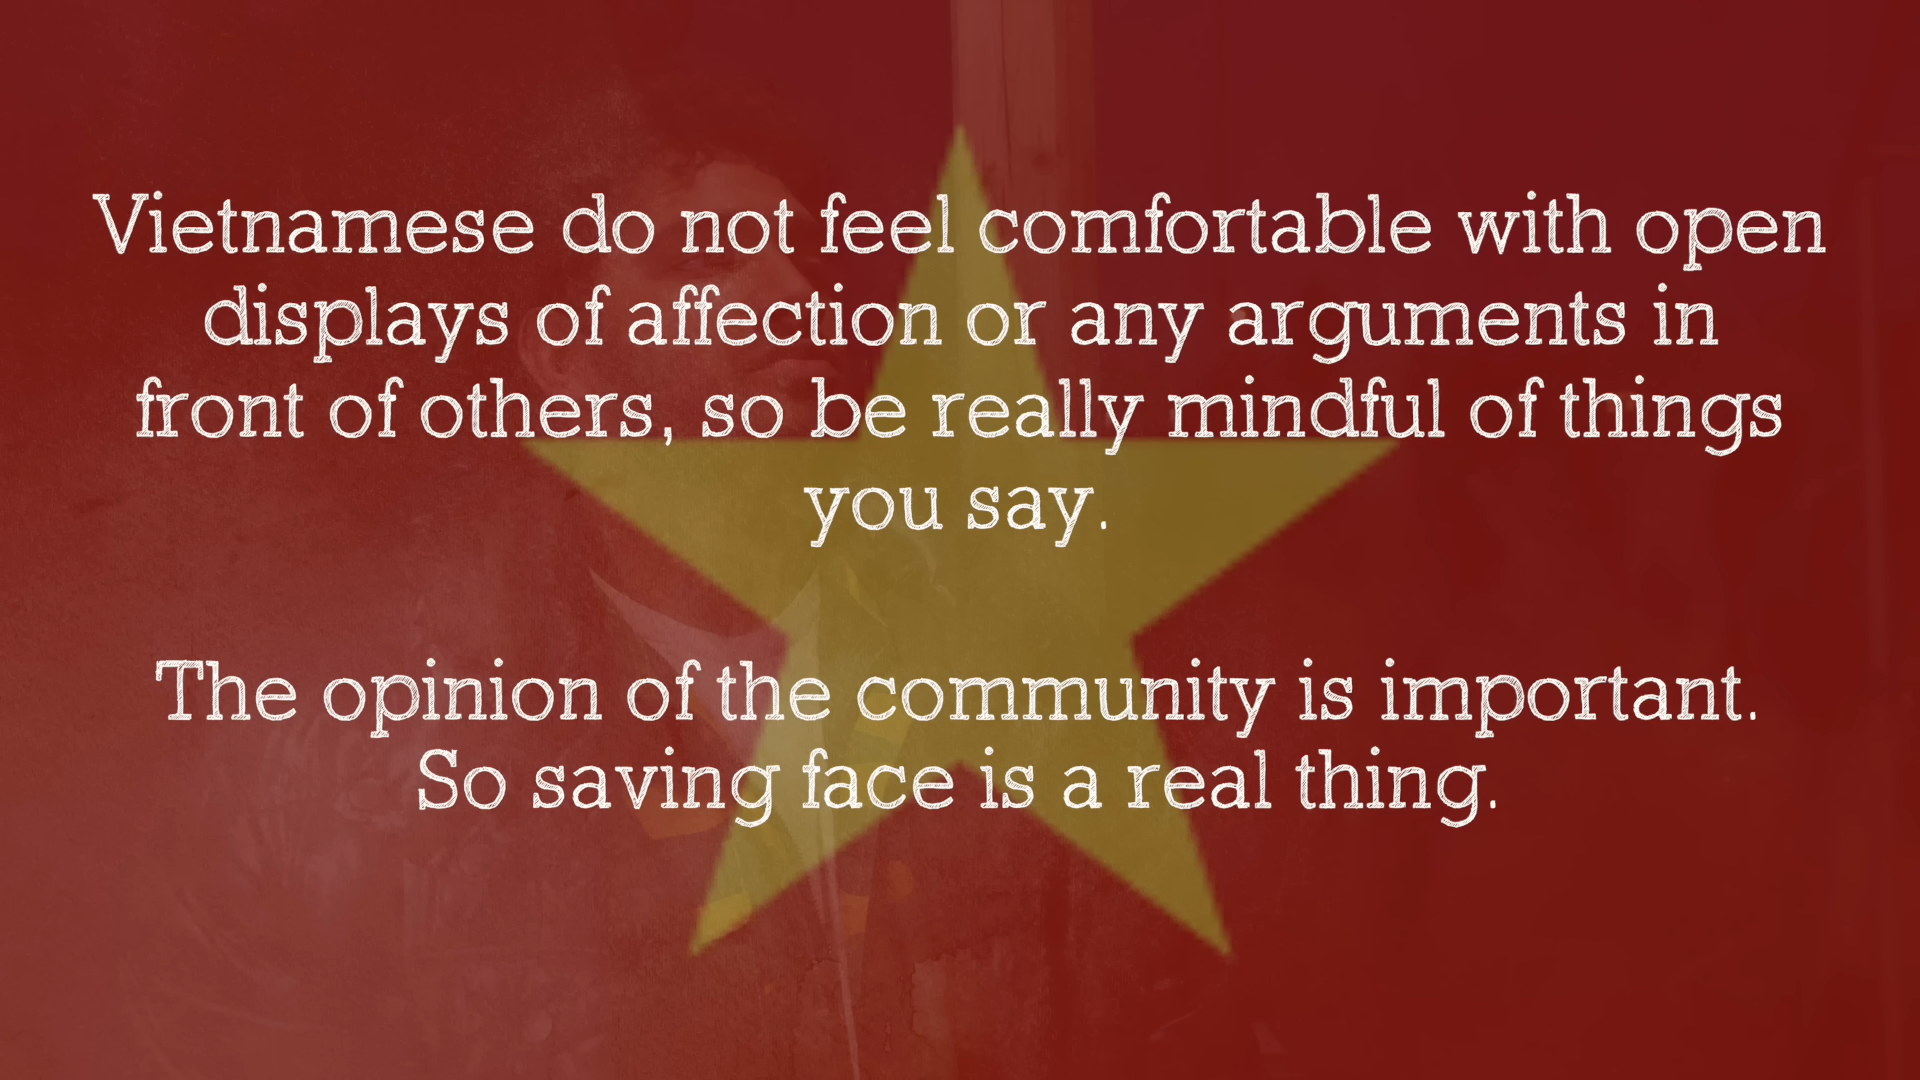 Vietnamese do not feel comfortable with open
displays of affection or any arguments in
front of others, so be really mindful of things
you say.
The opinion of the community is important.
So saving face is a real thing.